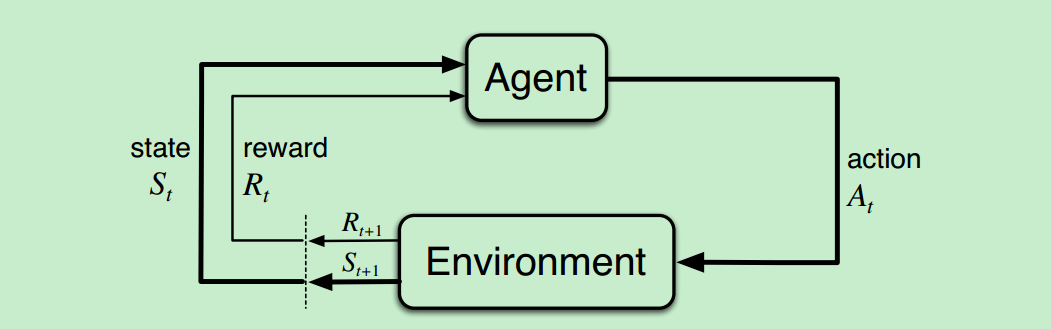 Agent
state
S_t
reward
R_t
action
A_t
R_{t+1}
S_{t+1}
Environment